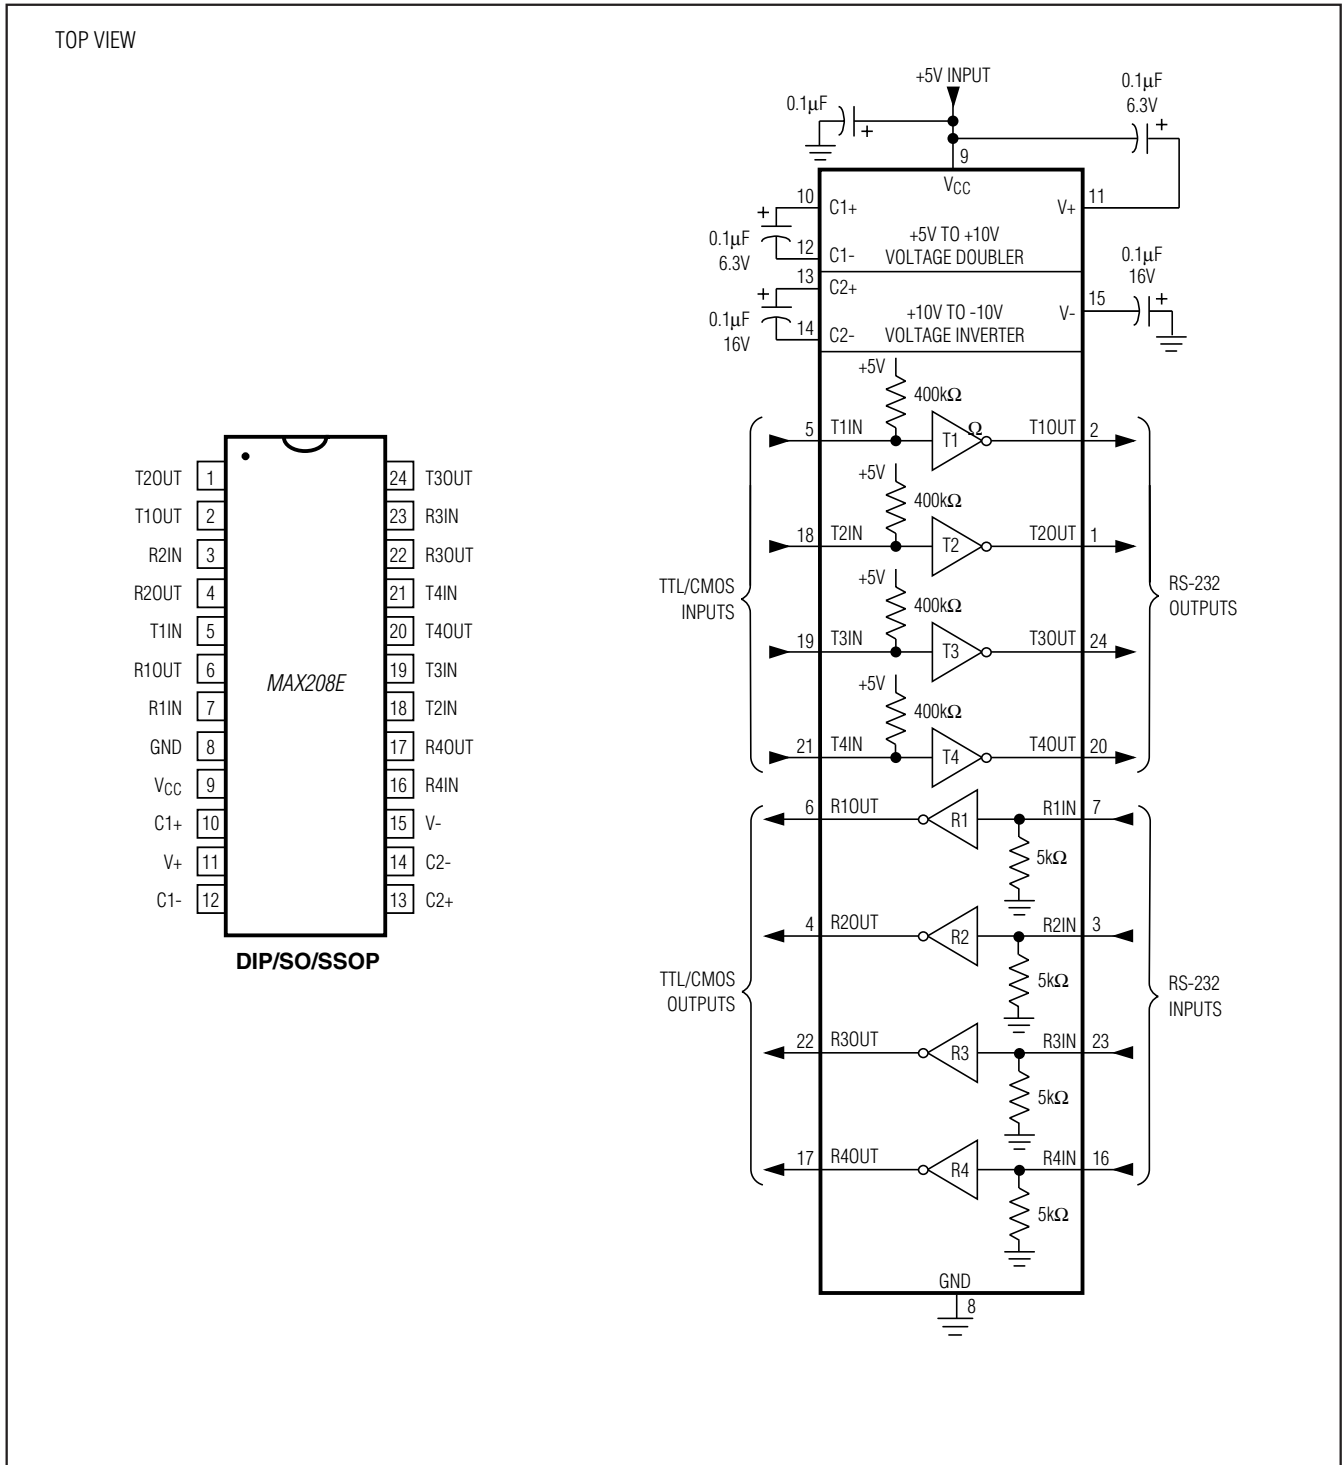 TOP VIEW
T2OUT 1
T1OUT 2
R2IN 3
R2OUT 4
T1IN 5
R1OUT 6
R1IN 7
GND 8
VCC 9
C1+ 10
V+ 11
C1- 12
MAX208E
24 T3OUT
23 R3IN
22 R3OUT
21 T4IN
20 T4OUT
19 T3IN
18 T2IN
17 R4OUT
16 R4IN
15 V-
14 C2-
13 C2+
DIP/SO/SSOP
+5V INPUT
0.1µF
+
0.1µF
6.3V
+
9
VCC
10 C1+
V+ 11
+
0.1µF
6.3V
12 C1-
+5V TO +10V
VOLTAGE DOUBLER
13 C2+
+
0.1µF
16V
14 C2-
+10V TO -10V
VOLTAGE INVERTER
V- 15
0.1µF
16V
+
+5V
400kΩ
5 T1IN T1 Ω T1OUT 2
+5V
400kΩ
18 T2IN T2 T2OUT 1
+5V
400kΩ
19 T3IN T3 T3OUT 24
+5V
400kΩ
21 T4IN T4 T4OUT 20
TTL/CMOS
INPUTS
RS-232
OUTPUTS
6 R1OUT R1 R1IN 7
5kΩ
4 R2OUT R2 R2IN 3
5kΩ
22 R3OUT R3 R3IN 23
5kΩ
17 R4OUT R4 R4IN 16
5kΩ
TTL/CMOS
OUTPUTS
RS-232
INPUTS
GND
8